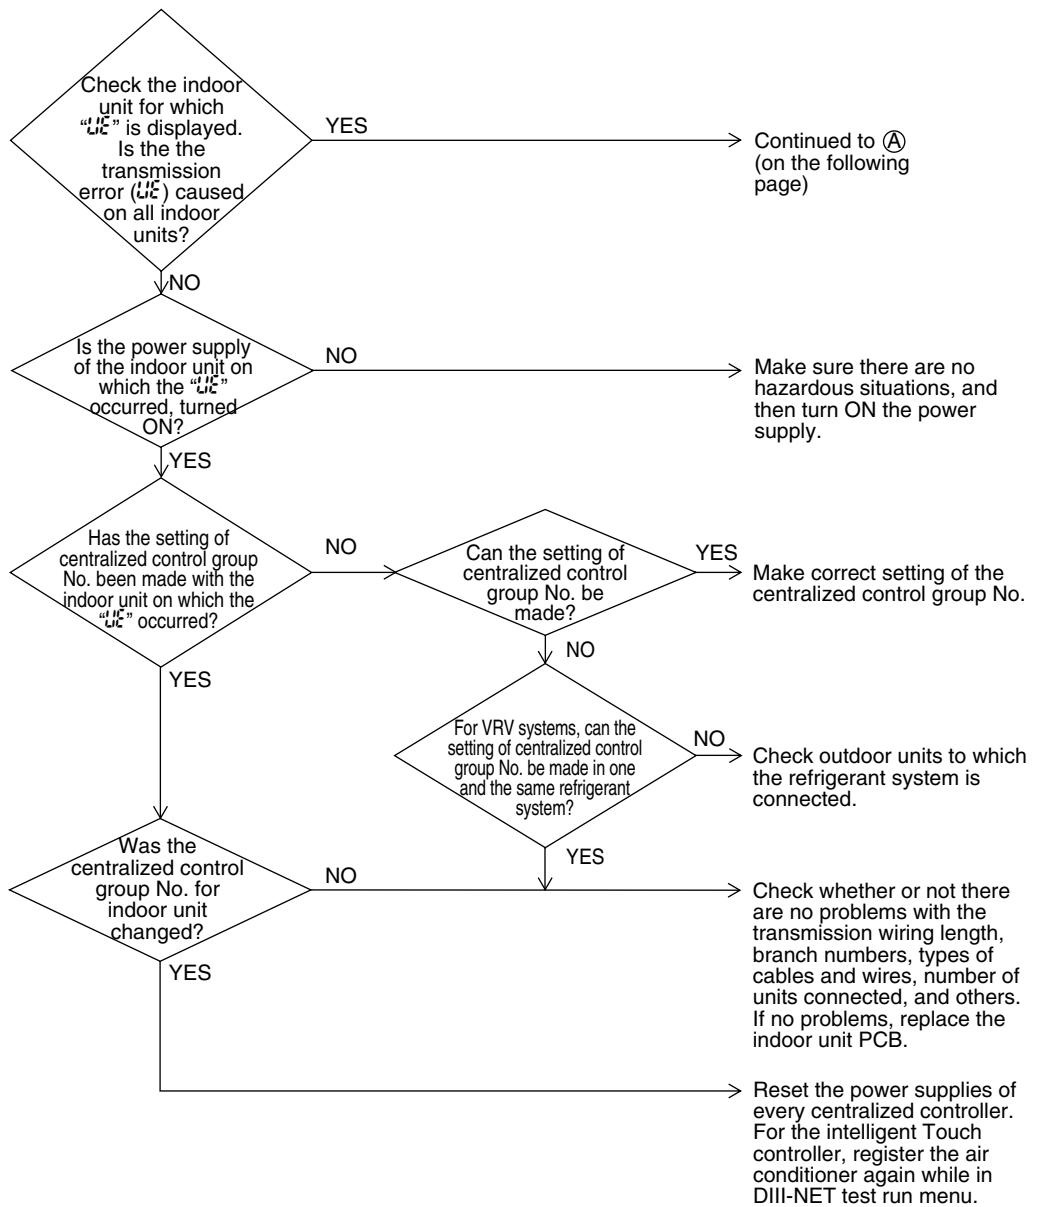 Check the indoor
unit for which
“UE” is displayed.
Is the the
transmission
error (UE) caused
on all indoor
units?
YES
Continued to Ⓐ
(on the following
page)
NO
Is the power supply
of the indoor unit on
which the “UE”
occurred, turned
ON?
NO
Make sure there are no
hazardous situations, and
then turn ON the power
supply.
YES
Has the setting of
centralized control group
No. been made with the
indoor unit on which the
“UE” occurred?
NO
Can the setting of
centralized control
group No. be
made?
YES
Make correct setting of the
centralized control group No.
NO
YES
For VRV systems, can the
setting of centralized control
group No. be made in one
and the same refrigerant
system?
NO
Check outdoor units to which
the refrigerant system is
connected.
YES
Was the
centralized control
group No. for
indoor unit
changed?
NO
Check whether or not there
are no problems with the
transmission wiring length,
branch numbers, types of
cables and wires, number of
units connected, and others.
If no problems, replace the
indoor unit PCB.
YES
Reset the power supplies of
every centralized controller.
For the intelligent Touch
controller, register the air
conditioner again while in
DIII-NET test run menu.